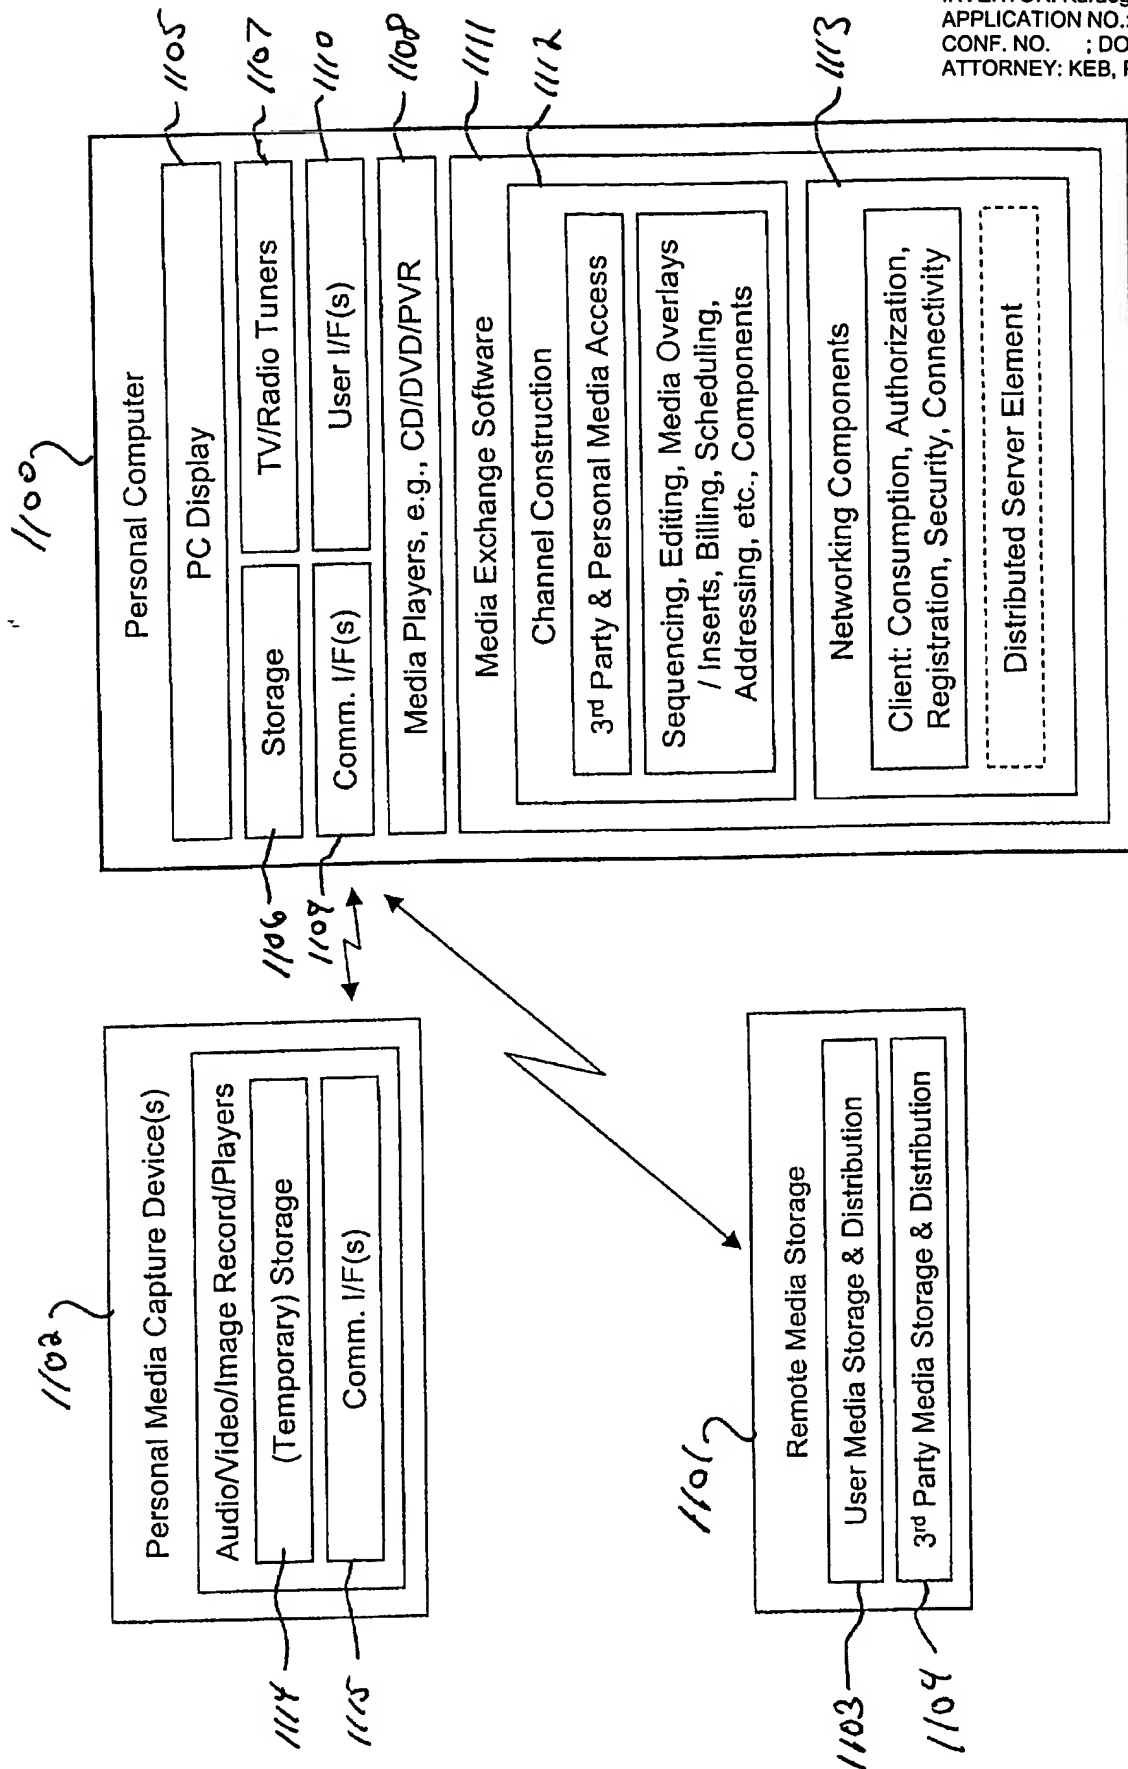 INVENTOR: Kardog
APPLICATION NO.:
CONF. NO. ; DO
ATTORNEY: KEB, F
1100
Personal Computer
PC Display
1105
Storage
1106
TV/Radio Tuners
1107
Comm. I/F(s)
1109
User I/F(s)
1110
Media Players, e.g., CD/DVD/PVR
1108
Media Exchange Software
1111
Channel Construction
1112
3rd Party & Personal Media Access
Sequencing, Editing, Media Overlays
/ Inserts, Billing, Scheduling,
Addressing, etc., Components
Networking Components
1113
Client: Consumption, Authorization,
Registration, Security, Connectivity
Distributed Server Element
1102
Personal Media Capture Device(s)
Audio/Video/Image Record/Players
(Temporary) Storage
1114
Comm. I/F(s)
1115
1101
Remote Media Storage
User Media Storage & Distribution
1103
3rd Party Media Storage & Distribution
1104